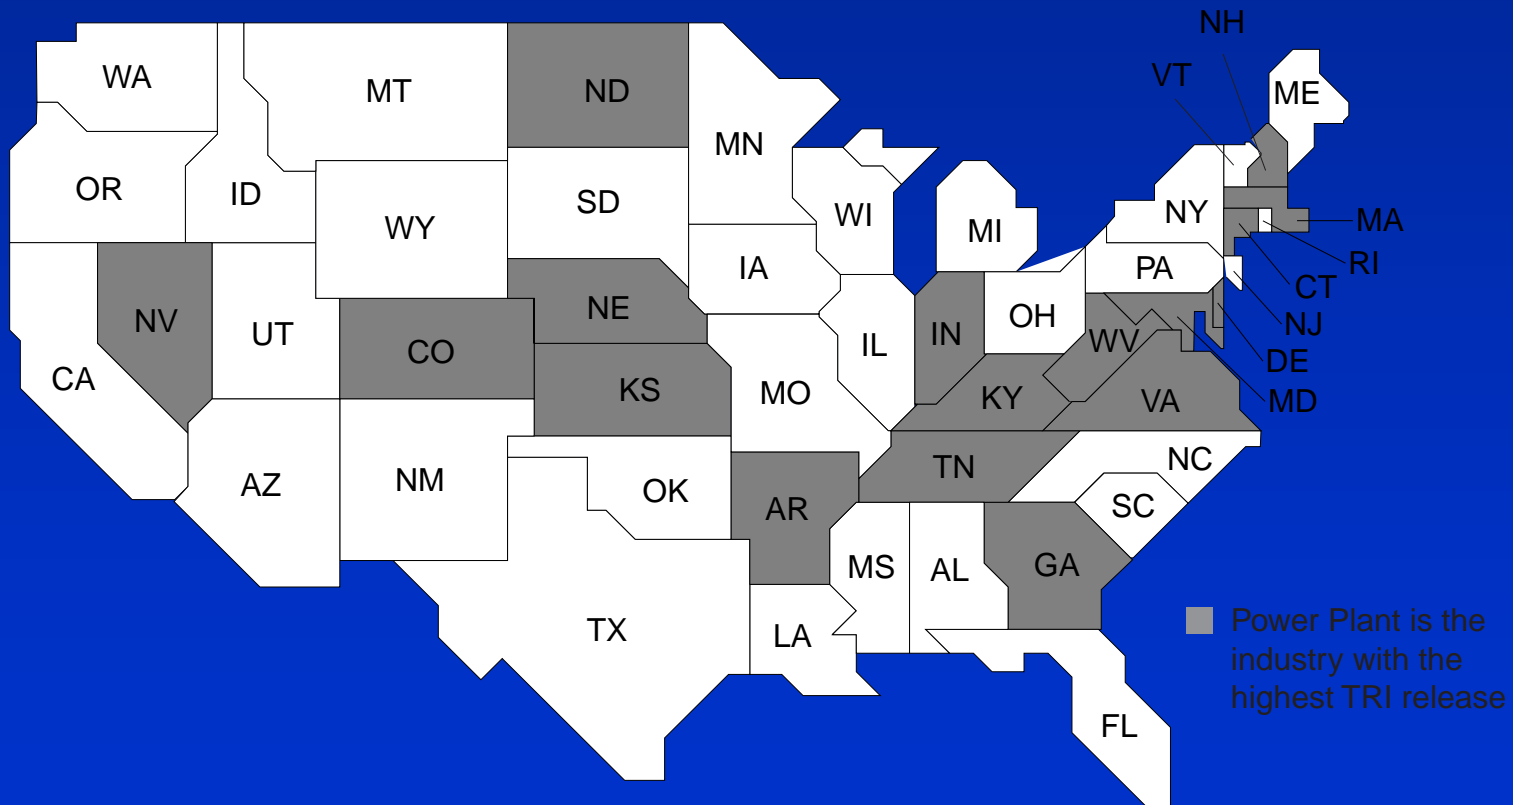 NH
VT
ME
WA
MT
ND
MN
OR
ID
SD
WI
NY
MA
WY
MI
RI
IA
PA
CT
NE
NV
UT
CO
IL
IN
OH
WV
NJ
DE
CA
KS
MO
KY
VA
MD
AZ
NM
OK
TN
NC
AR
SC
MS
AL
GA
TX
LA
FL
Power Plant is the
industry with the
highest TRI release